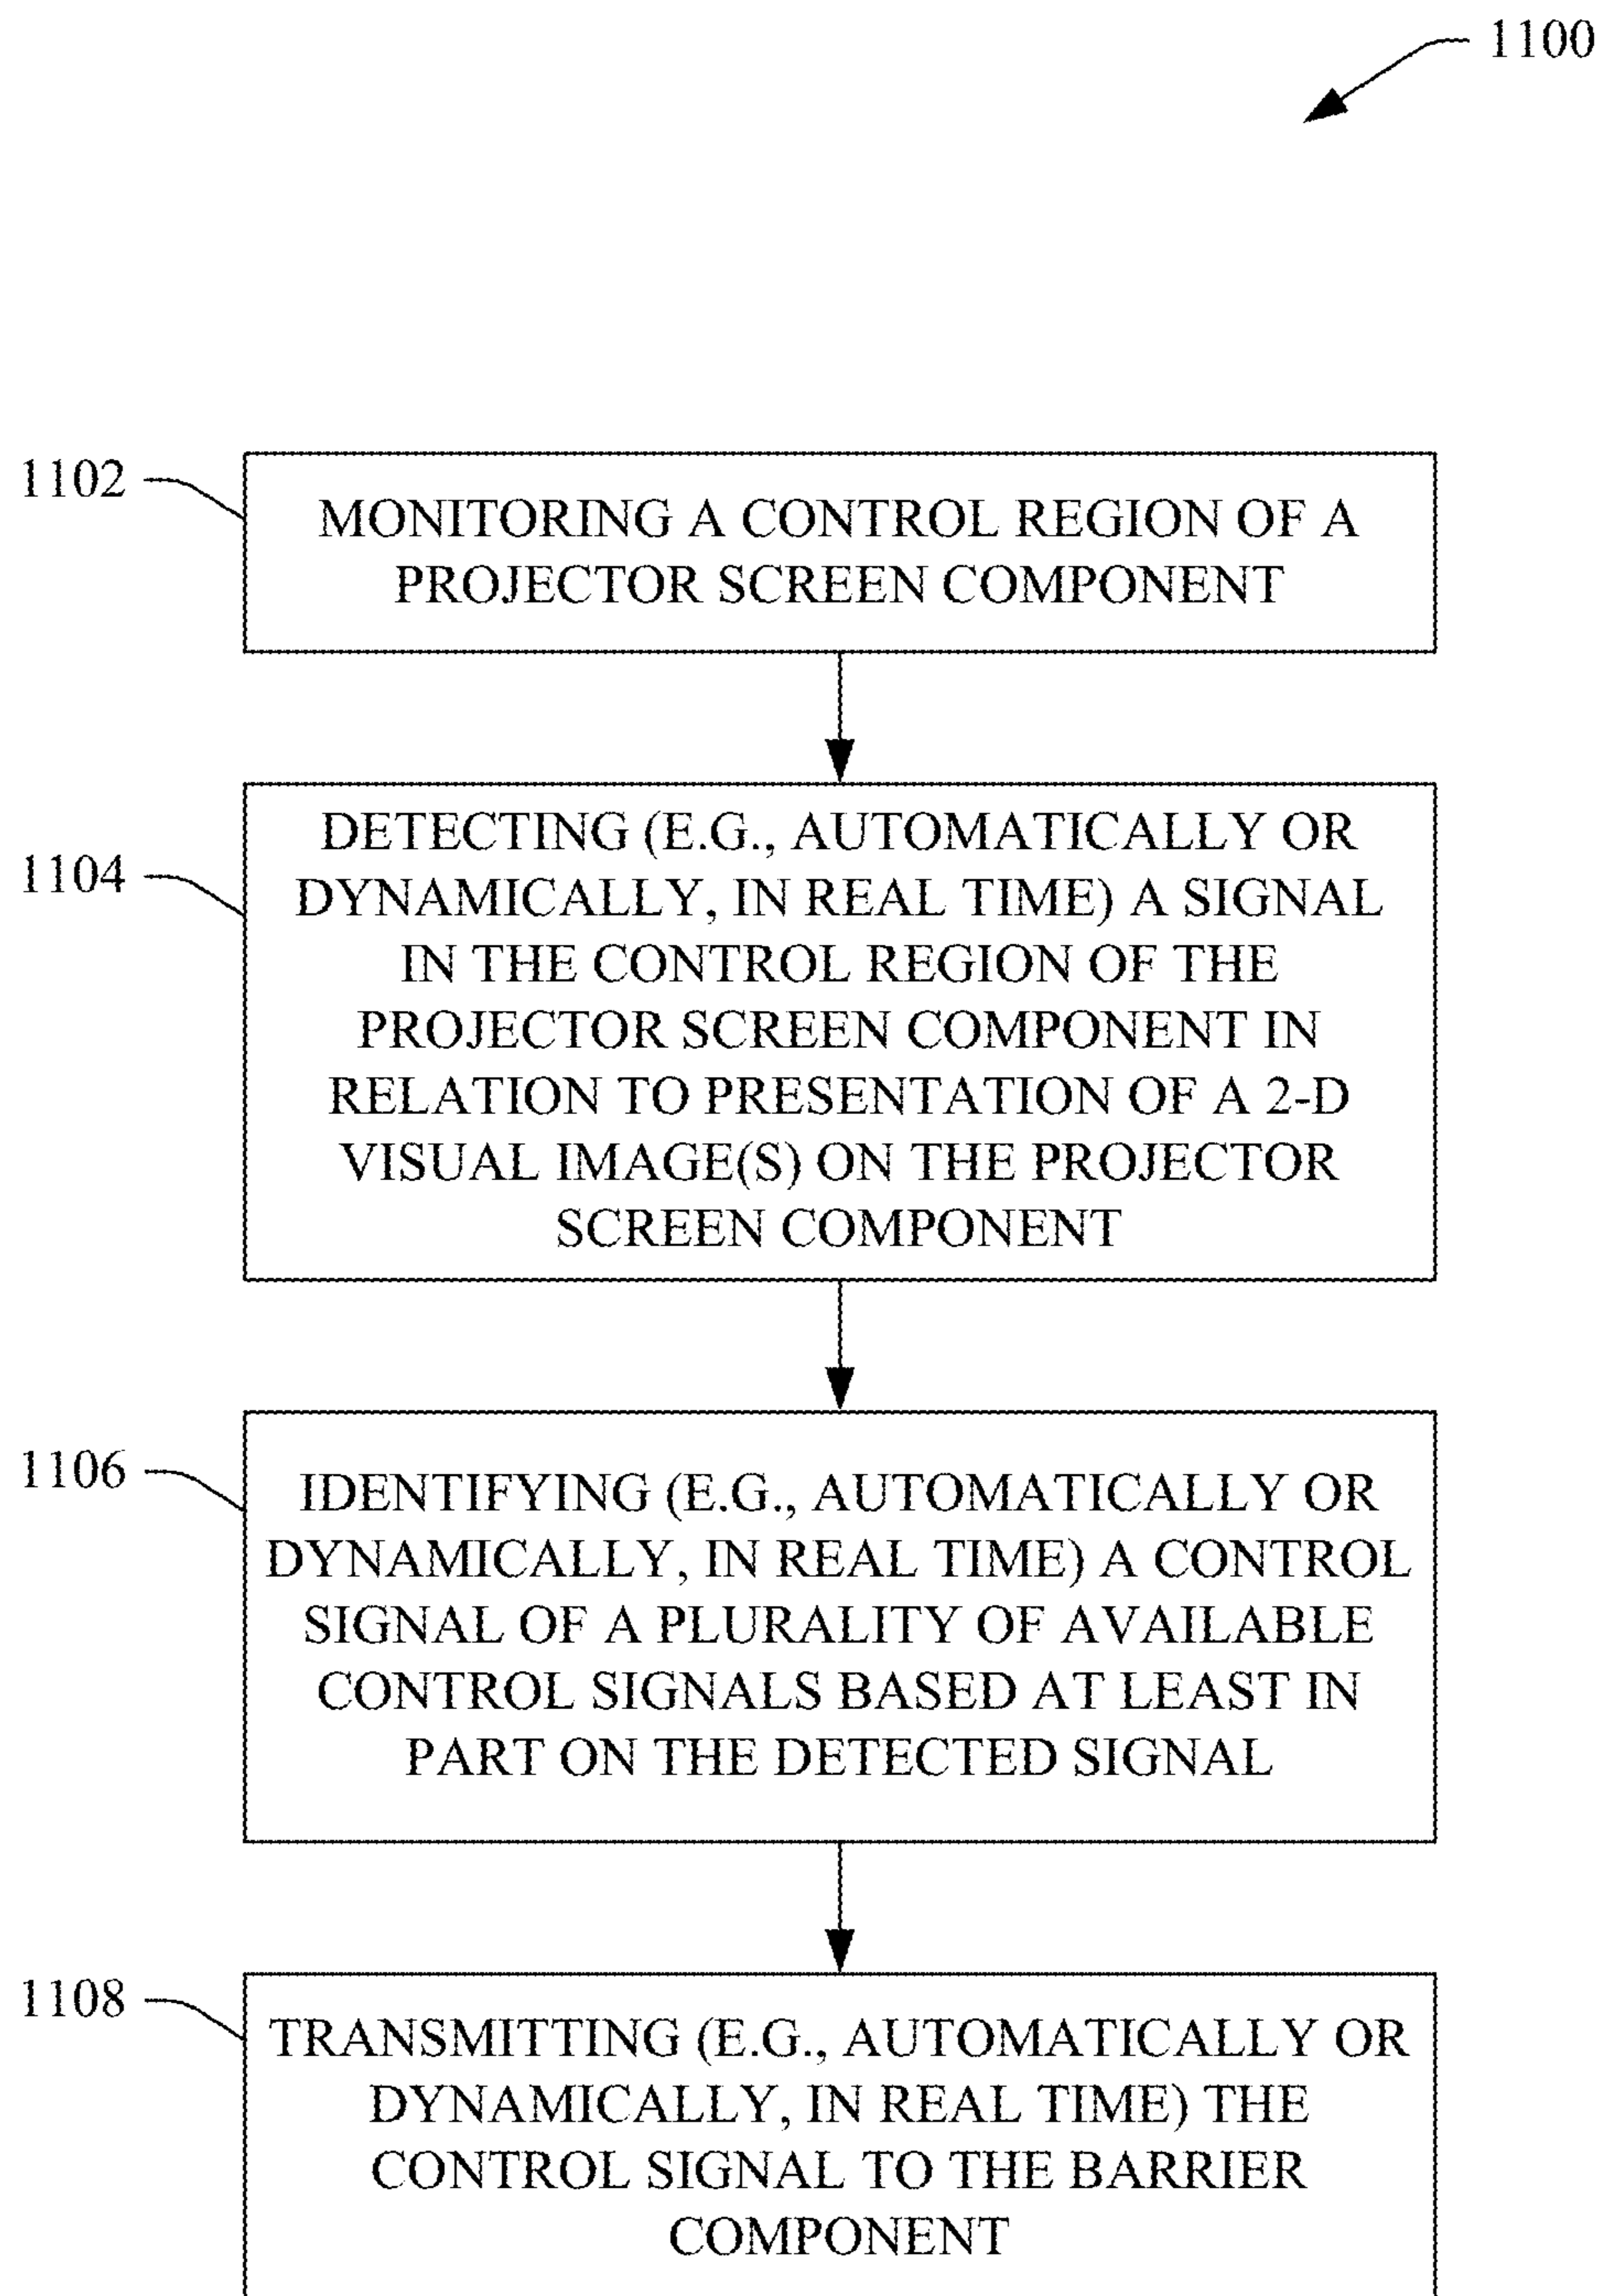 1100
1102
MONITORING A CONTROL REGION OF A
PROJECTOR SCREEN COMPONENT
1104
DETECTING (E.G., AUTOMATICALLY OR
DYNAMICALLY, IN REAL TIME) A SIGNAL
IN THE CONTROL REGION OF THE
PROJECTOR SCREEN COMPONENT IN
RELATION TO PRESENTATION OF A 2-D
VISUAL IMAGE(S) ON THE PROJECTOR
SCREEN COMPONENT
1106
IDENTIFYING (E.G., AUTOMATICALLY OR
DYNAMICALLY, IN REAL TIME) A CONTROL
SIGNAL OF A PLURALITY OF AVAILABLE
CONTROL SIGNALS BASED AT LEAST IN
PART ON THE DETECTED SIGNAL
1108
TRANSMITTING (E.G., AUTOMATICALLY OR
DYNAMICALLY, IN REAL TIME) THE
CONTROL SIGNAL TO THE BARRIER
COMPONENT